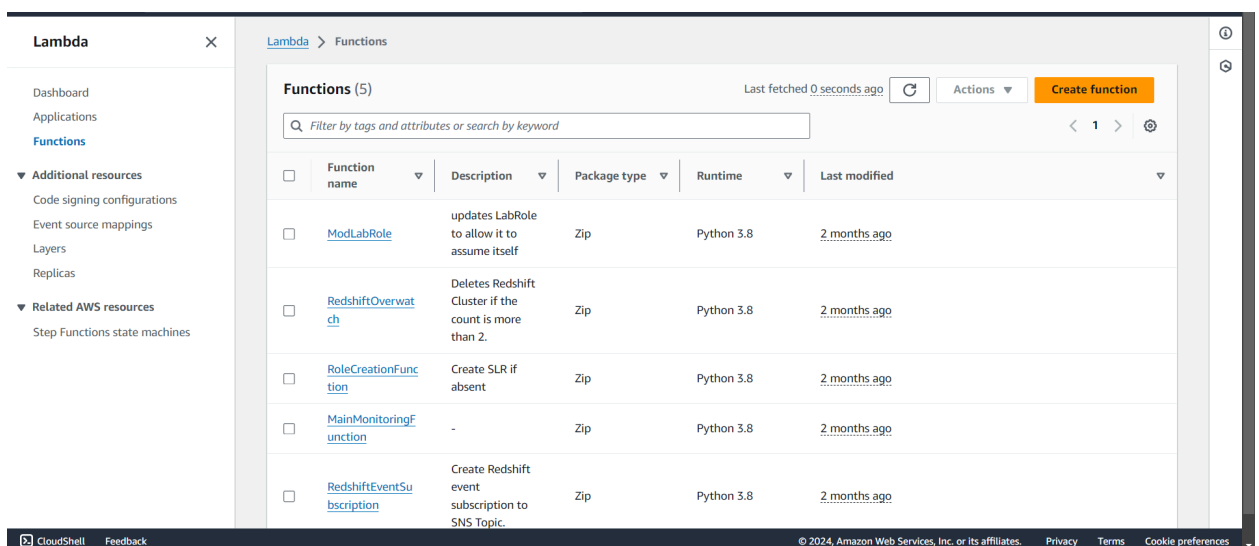 Lambda
Dashboard
Applications
Functions
Additional resources
Code signing configurations
Event source mappings
Layers
Replicas
Related AWS resources
Step Functions state machines
Lambda > Functions
Functions (5)
Last fetched 0 seconds ago
Actions
Create function
Filter by tags and attributes or search by keyword
1
Function
name
Description
Package type
Runtime
Last modified
ModLabRole
updates LabRole
to allow it to
assume itself
Zip
Python 3.8
2 months ago
RedshiftOverwat
ch
Deletes Redshift
Cluster if the
count is more
than 2.
Zip
Python 3.8
2 months ago
RoleCreationFunc
tion
Create SLR if
absent
Zip
Python 3.8
2 months ago
MainMonitoringF
unction
-
Zip
Python 3.8
2 months ago
RedshiftEventSu
bscription
Create Redshift
event
subscription to
SNS Topic.
Zip
Python 3.8
2 months ago
CloudShell Feedback
© 2024, Amazon Web Services, Inc. or its affiliates. Privacy Terms Cookie preferences